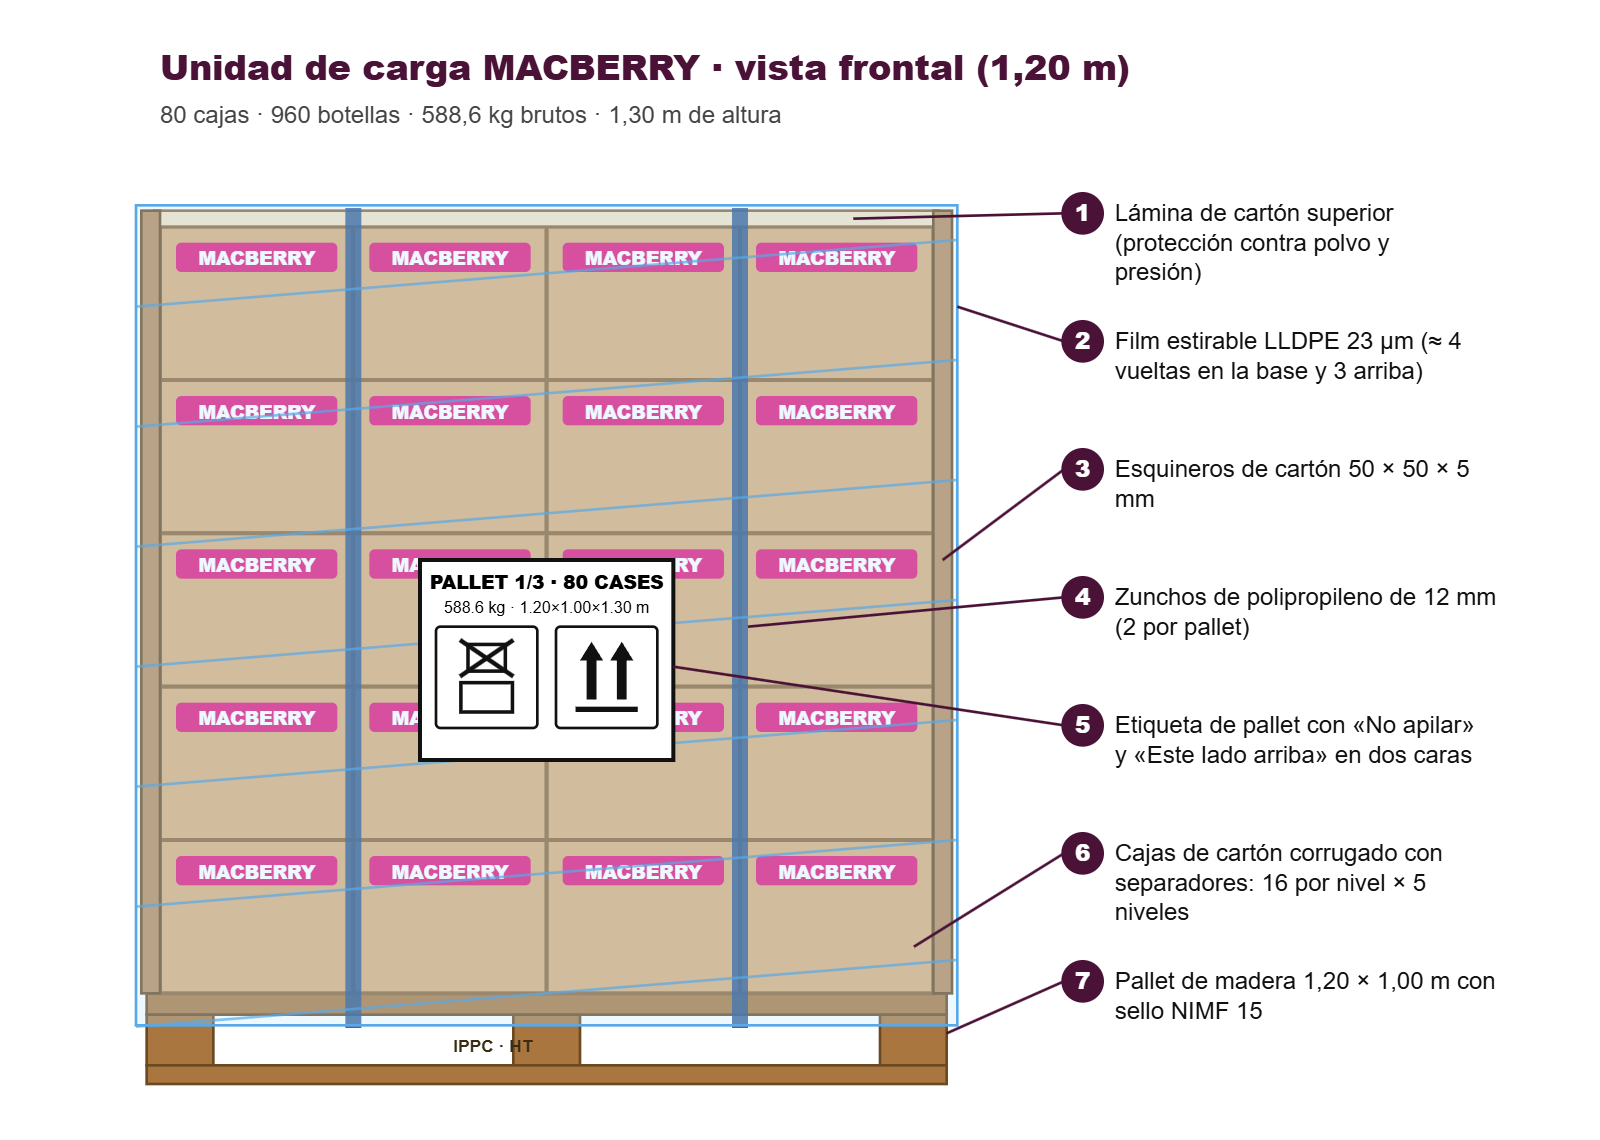 Unidad de carga MACBERRY · vista frontal (1,20 m)
80 cajas · 960 botellas · 588,6 kg brutos · 1,30 m de altura
MACBERRY MACBERRY MACBERRY MACBERRY
MACBERRY MACBERRY MACBERRY MACBERRY
MACBERRY MA RY MACBERRY
PALLET 1/3 · 80 CASES
588.6 kg · 1.20×1.00×1.30 m
MACBERRY MA RY MACBERRY
MACBERRY MACBERRY MACBERRY MACBERRY
IPPC · HT
1 Lámina de cartón superior
(protección contra polvo y
presión)
2 Film estirable LLDPE 23 µm (≈ 4
vueltas en la base y 3 arriba)
3 Esquineros de cartón 50 × 50 × 5
mm
4 Zunchos de polipropileno de 12 mm
(2 por pallet)
5 Etiqueta de pallet con «No apilar»
y «Este lado arriba» en dos caras
6 Cajas de cartón corrugado con
separadores: 16 por nivel × 5
niveles
7 Pallet de madera 1,20 × 1,00 m con
sello NIMF 15